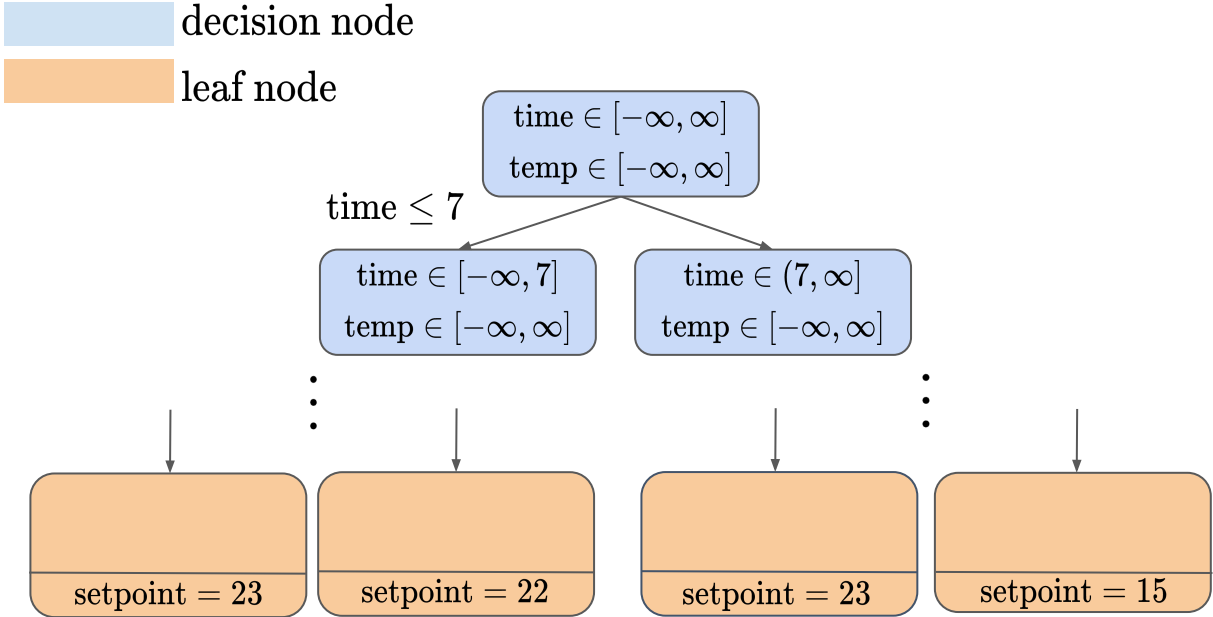 decision node
leaf node
time ∈ [−∞, ∞]
temp ∈ [−∞, ∞]
time ≤ 7
time ∈ [−∞, 7]
temp ∈ [−∞, ∞]
time ∈ (7, ∞]
temp ∈ [−∞, ∞]
setpoint = 23
setpoint = 22
setpoint = 23
setpoint = 15